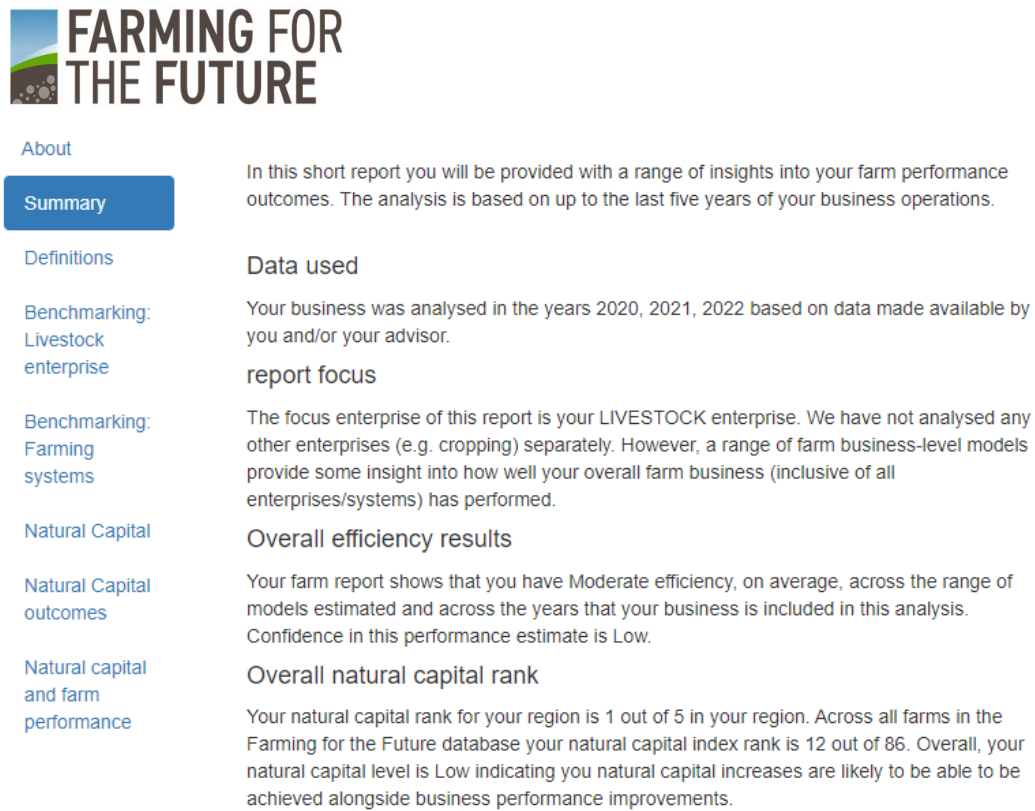 FARMING FOR
THE FUTURE
About
Summary
Definitions
Benchmarking:
Livestock
enterprise
Benchmarking:
Farming
systems
Natural Capital
Natural Capital
outcomes
Natural capital
and farm
performance
In this short report you will be provided with a range of insights into your farm performance
outcomes. The analysis is based on up to the last five years of your business operations.
Data used
Your business was analysed in the years 2020, 2021, 2022 based on data made available by
you and/or your advisor.
report focus
The focus enterprise of this report is your LIVESTOCK enterprise. We have not analysed any
other enterprises (e.g. cropping) separately. However, a range of farm business-level models
provide some insight into how well your overall farm business (inclusive of all
enterprises/systems) has performed.
Overall efficiency results
Your farm report shows that you have Moderate efficiency, on average, across the range of
models estimated and across the years that your business is included in this analysis.
Confidence in this performance estimate is Low.
Overall natural capital rank
Your natural capital rank for your region is 1 out of 5 in your region. Across all farms in the
Farming for the Future database your natural capital index rank is 12 out of 86. Overall, your
natural capital level is Low indicating you natural capital increases are likely to be able to be
achieved alongside business performance improvements.